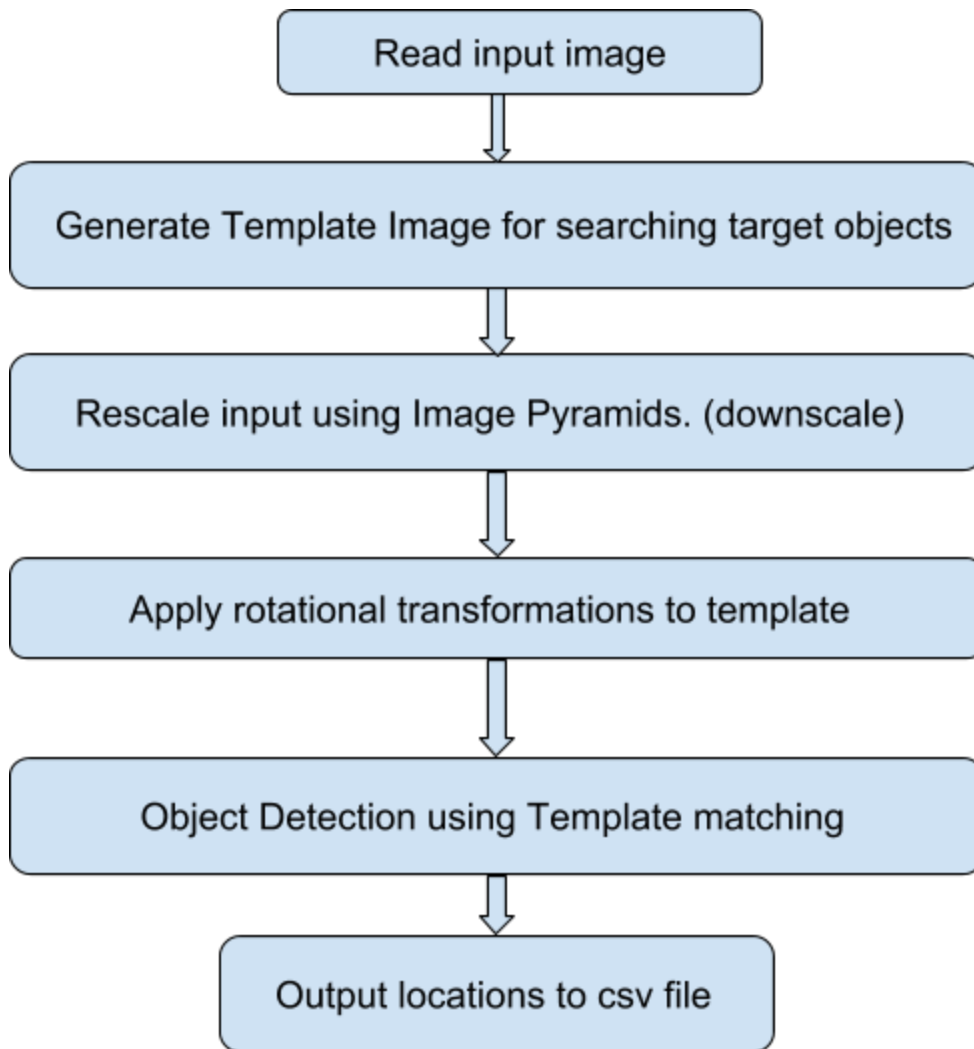 Read input image
Generate Template Image for searching target objects
Rescale input using Image Pyramids. (downscale)
Apply rotational transformations to template
Object Detection using Template matching
Output locations to csv file